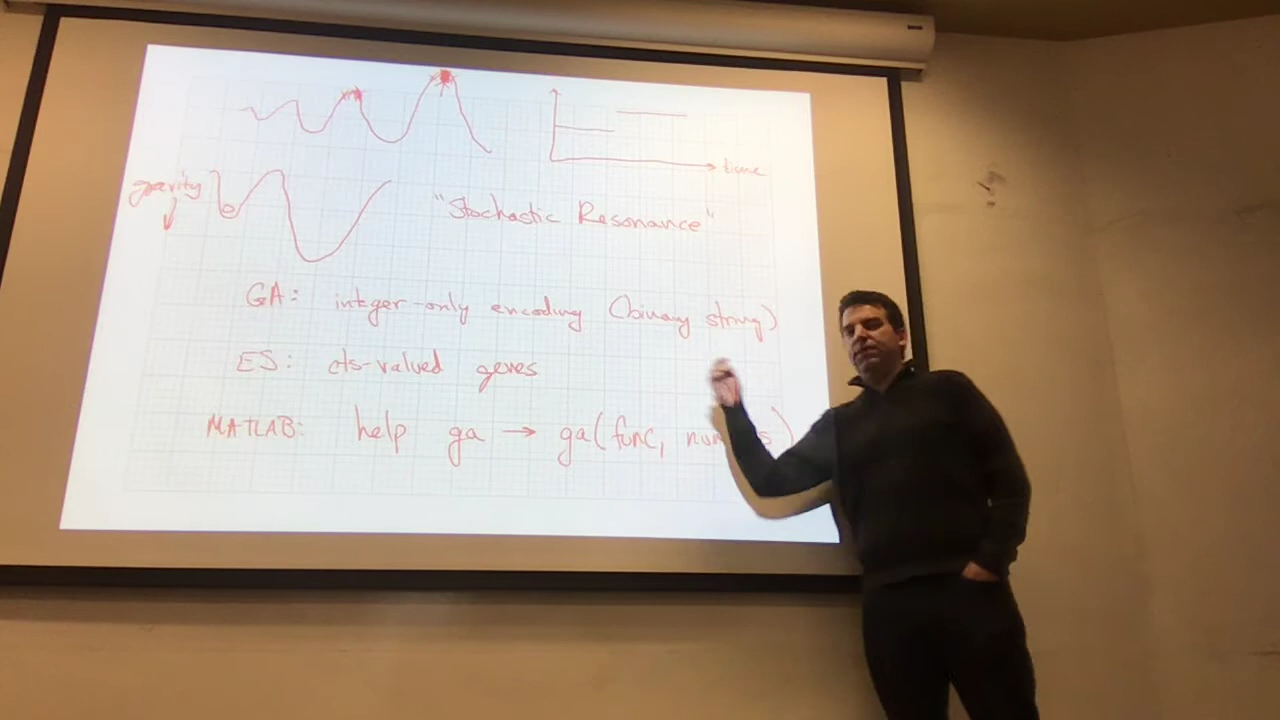 time
gravity
"Stochastic Resonance"
GA: integer-only encoding (binary string)
ES: cts-valued genes
MATLAB: help ga → ga(func, num s)